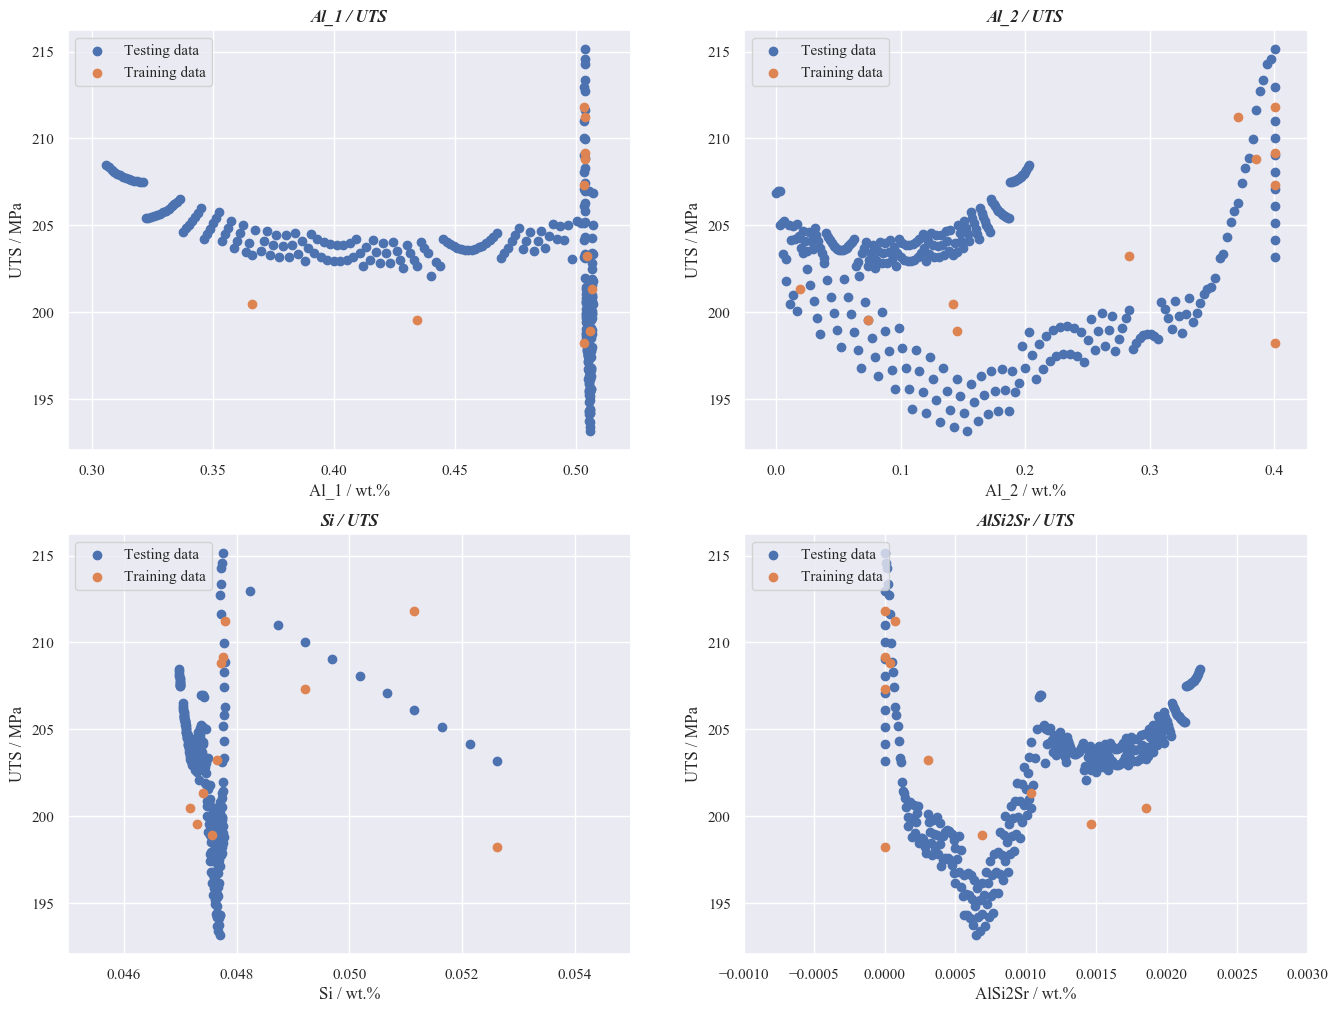 Al_1 / UTS
Testing data
Training data
215
210
205
200
195
UTS / MPa
0.30 0.35 0.40 0.45 0.50
Al_1 / wt.%
Al_2 / UTS
Testing data
Training data
215
210
205
200
195
UTS / MPa
0.0 0.1 0.2 0.3 0.4
Al_2 / wt.%
Si / UTS
Testing data
Training data
215
210
205
200
195
UTS / MPa
0.046 0.048 0.050 0.052 0.054
Si / wt.%
AlSi2Sr / UTS
Testing data
Training data
215
210
205
200
195
UTS / MPa
−0.0010 −0.0005 0.0000 0.0005 0.0010 0.0015 0.0020 0.0025 0.0030
AlSi2Sr / wt.%